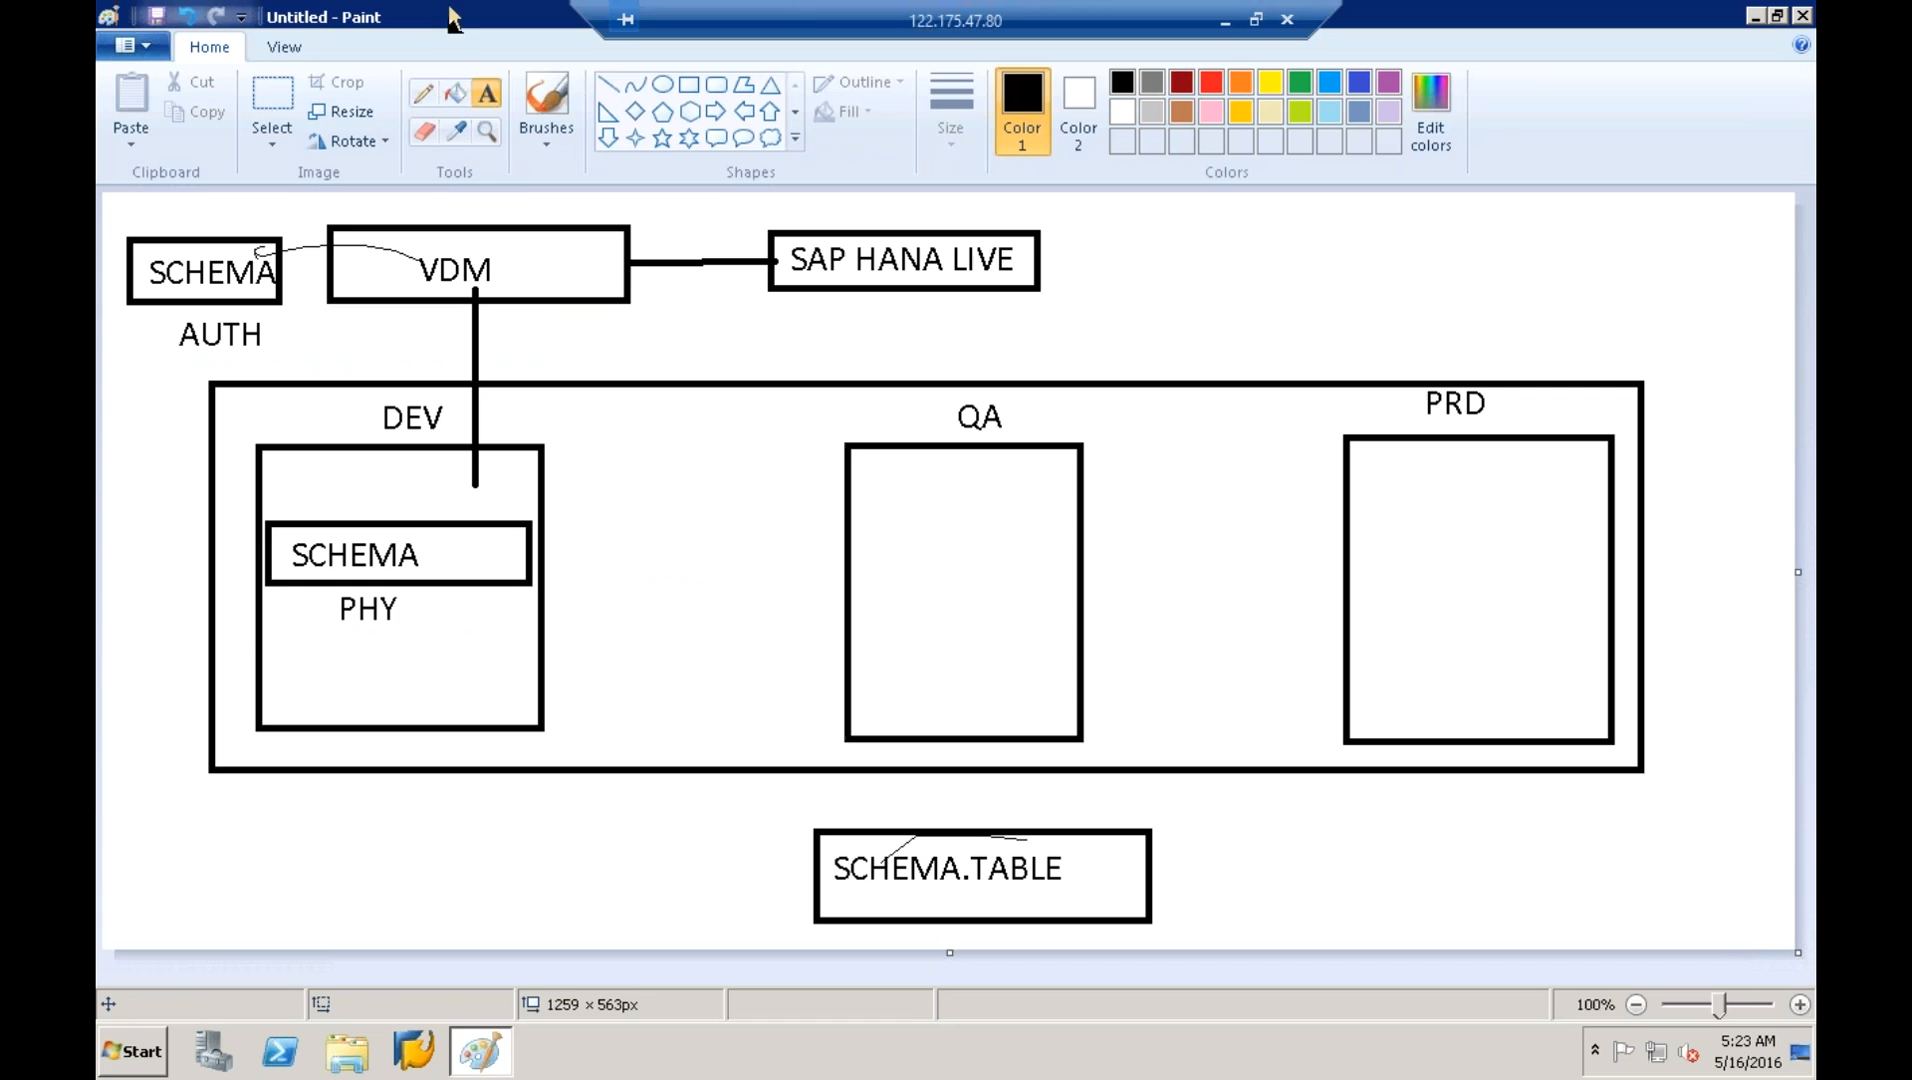 Untitled - Paint
122.175.47.80
Home
View
Paste
Cut
Copy
Clipboard
Select
Crop
Resize
Rotate
Image
A
Tools
Brushes
Shapes
Outline
Fill
Size
Color
1
Color
2
Edit
colors
Colors
SCHEMA
VDM
SAP HANA LIVE
AUTH
DEV
QA
PRD
SCHEMA
PHY
SCHEMA.TABLE
1259 × 563px
100%
Start
5:23 AM
5/16/2016